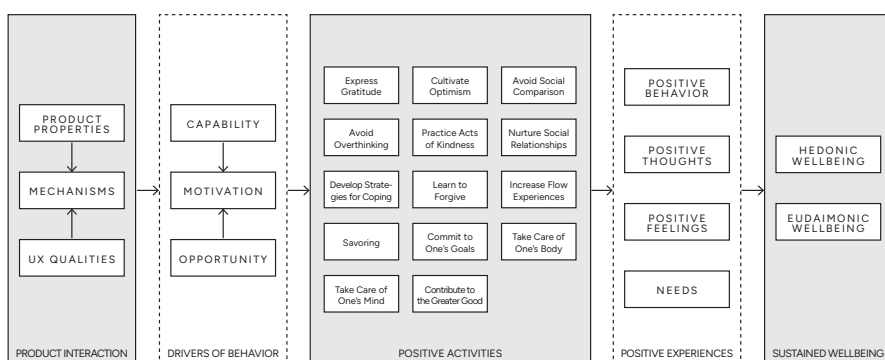 PRODUCT
PROPERTIES
MECHANISMS
UX QUALITIES
PRODUCT INTERACTION
CAPABILITY
MOTIVATION
OPPORTUNITY
DRIVERS OF BEHAVIOR
Express
Gratitude
Cultivate
Optimism
Avoid Social
Comparison
Avoid
Overthinking
Practice Acts
of Kindness
Nurture Social
Relationships
Develop Strate-
gies for Coping
Learn to
Forgive
Increase Flow
Experiences
Savoring
Commit to
One's Goals
Take Care of
One's Body
Take Care of
One's Mind
Contribute to
the Greater Good
POSITIVE ACTIVITIES
POSITIVE
BEHAVIOR
POSITIVE
THOUGHTS
POSITIVE
FEELINGS
NEEDS
POSITIVE EXPERIENCES
HEDONIC
WELLBEING
EUDAIMONIC
WELLBEING
SUSTAINED WELLBEING